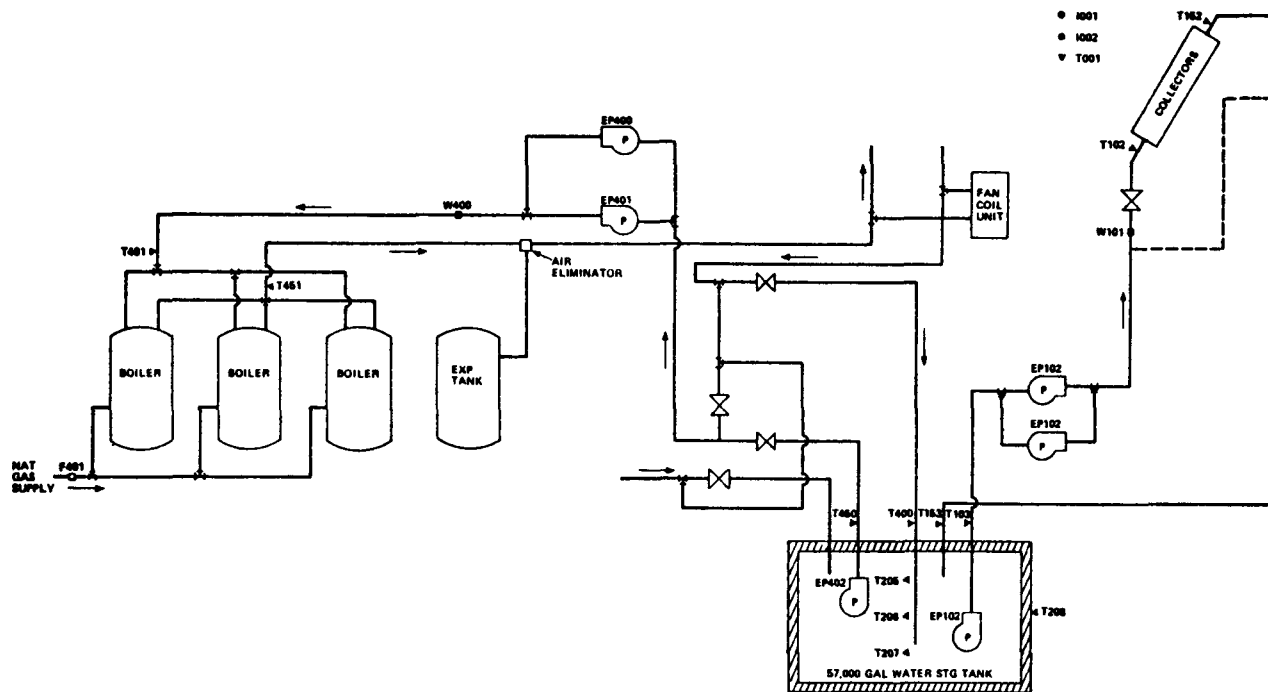 I001
I002
T001
T152
COLLECTORS
T102
W101
EP400
EP401
W400
FAN
COIL
UNIT
T401
T451
AIR
ELIMINATOR
BOILER
BOILER
BOILER
EXP
TANK
EP102
EP102
NAT
GAS
SUPPLY
F401
T450
T400
T153
T103
EP402
T205
T206
T207
EP102
T208
57,000 GAL WATER STG TANK
P
P
P
P
P
P